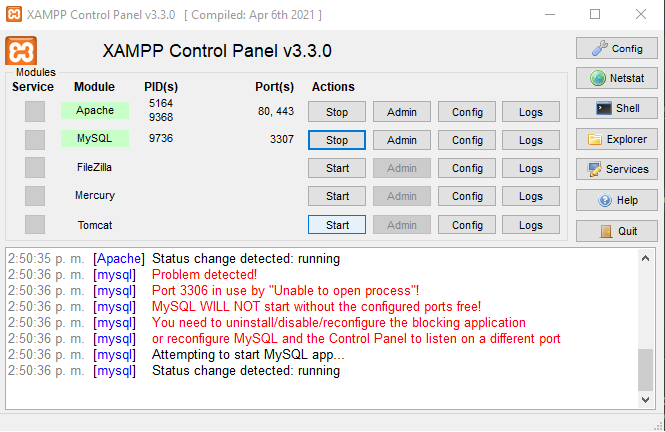 XAMPP Control Panel v3.3.0 [ Compiled: Apr 6th 2021 ]
XAMPP Control Panel v3.3.0
Config
Modules
Service Module PID(s) Port(s) Actions
Netstat
Apache 5164 9368 80, 443 Stop Admin Config Logs
Shell
MySQL 9736 3307 Stop Admin Config Logs
Explorer
FileZilla Start Admin Config Logs
Services
Mercury Start Admin Config Logs
Help
Tomcat Start Admin Config Logs
Quit
2:50:35 p. m. [Apache] Status change detected: running
2:50:36 p. m. [mysql] Problem detected!
2:50:36 p. m. [mysql] Port 3306 in use by "Unable to open process"!
2:50:36 p. m. [mysql] MySQL WILL NOT start without the configured ports free!
2:50:36 p. m. [mysql] You need to uninstall/disable/reconfigure the blocking application
2:50:36 p. m. [mysql] or reconfigure MySQL and the Control Panel to listen on a different port
2:50:36 p. m. [mysql] Attempting to start MySQL app...
2:50:36 p. m. [mysql] Status change detected: running